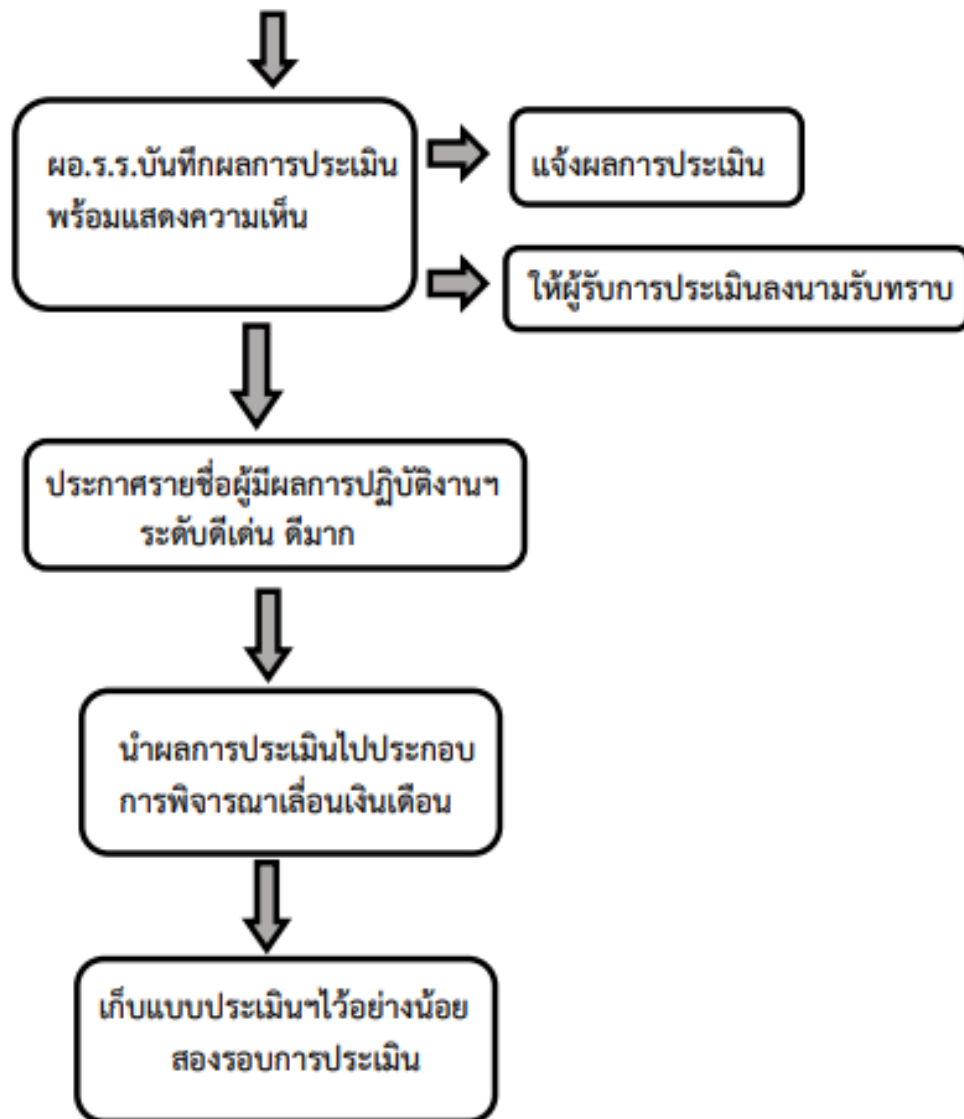 ผอ.ร.ร.บันทึกผลการประเมิน
พร้อมแสดงความเห็น
แจ้งผลการประเมิน
ให้ผู้รับการประเมินลงนามรับทราบ
ประกาศรายชื่อผู้มีผลการปฏิบัติงานฯ
ระดับดีเด่น ดีมาก
นำผลการประเมินไปประกอบ
การพิจารณาเลื่อนเงินเดือน
เก็บแบบประเมินฯไว้อย่างน้อย
สองรอบการประเมิน